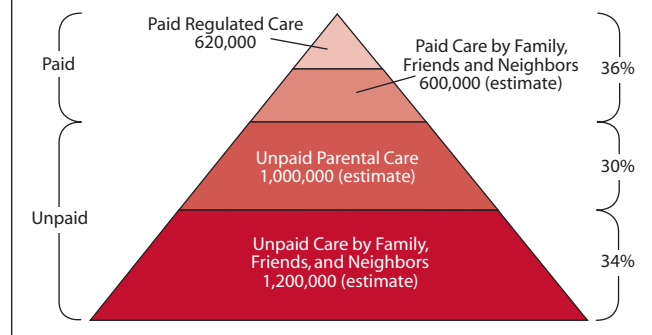 Paid Regulated Care
620,000
Paid
Paid Care by Family,
Friends and Neighbors
600,000 (estimate)
36%
Unpaid Parental Care
1,000,000 (estimate)
30%
Unpaid
Unpaid Care by Family,
Friends, and Neighbors
1,200,000 (estimate)
34%